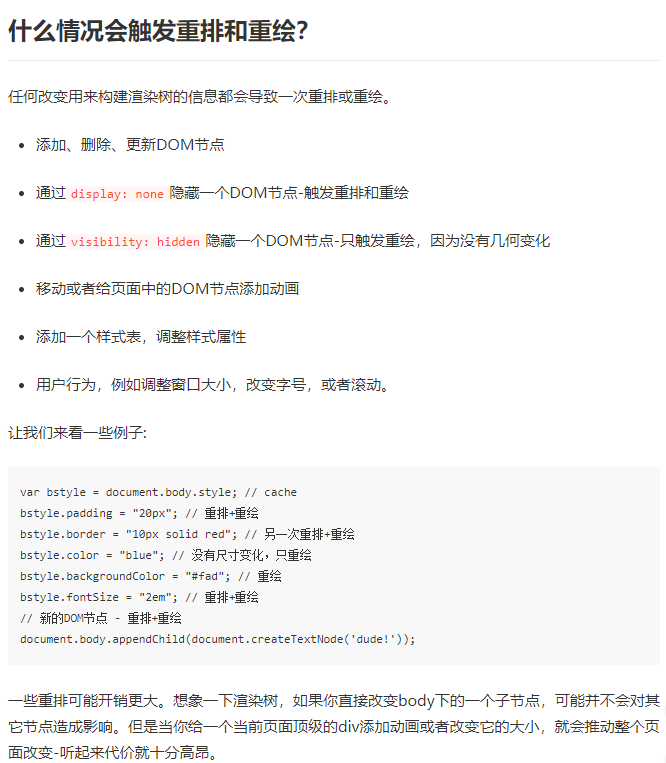 什么情况会触发重排和重绘？
任何改变用来构建渲染树的信息都会导致一次重排或重绘。
添加、删除、更新DOM节点
通过 display: none 隐藏一个DOM节点-触发重排和重绘
通过 visibility: hidden 隐藏一个DOM节点-只触发重绘，因为没有几何变化
移动或者给页面中的DOM节点添加动画
添加一个样式表，调整样式属性
用户行为，例如调整窗口大小，改变字号，或者滚动。
让我们来看一些例子:
var bstyle = document.body.style; // cache
bstyle.padding = "20px"; // 重排+重绘
bstyle.border = "10px solid red"; // 另一次重排+重绘
bstyle.color = "blue"; // 没有尺寸变化，只重绘
bstyle.backgroundColor = "#fad"; // 重绘
bstyle.fontSize = "2em"; // 重排+重绘
// 新的DOM节点 - 重排+重绘
document.body.appendChild(document.createTextNode('dude!'));
一些重排可能开销更大。想象一下渲染树，如果你直接改变body下的一个子节点，可能并不会对其
它节点造成影响。但是当你给一个当前页面顶级的div添加动画或者改变它的大小，就会推动整个页
面改变-听起来代价就十分高昂。